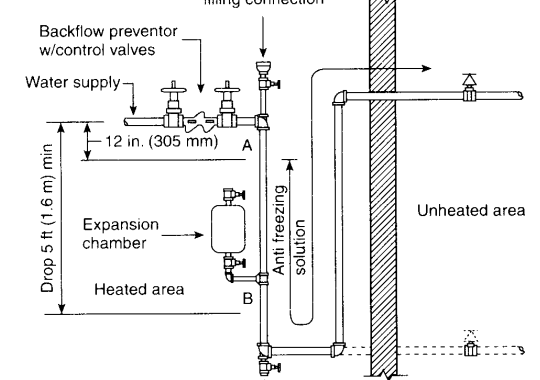 filling connection
Backflow preventor
w/control valves
Water supply
12 in. (305 mm)
A
Drop 5 ft (1.6 m) min
Anti freezing
solution
Unheated area
Expansion
chamber
Heated area
B